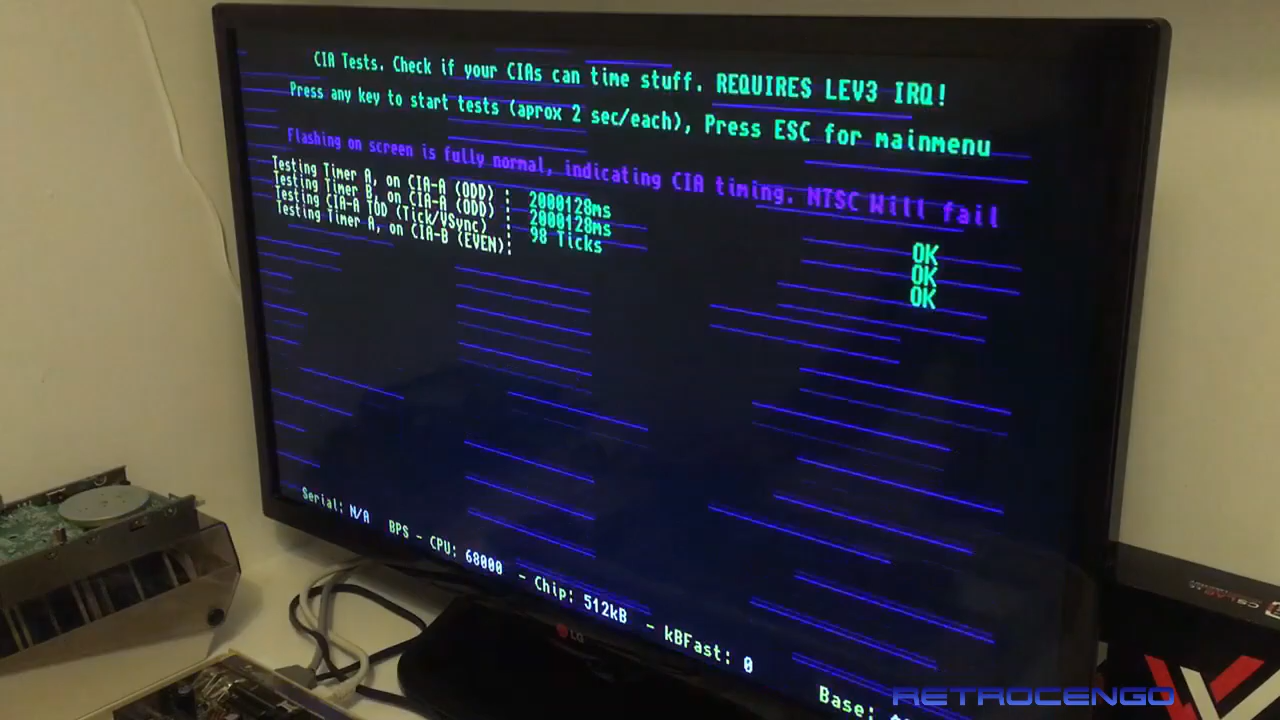 CIA Tests. Check if your CIAs can time stuff. REQUIRES LEV3 IRQ!
Press any key to start tests (aprox 2 sec/each), Press ESC for mainmenu
Flashing on screen is fully normal, indicating CIA timing. NTSC Will fail
Testing Timer A, on CIA-A (ODD) : 2000128ms OK
Testing Timer B, on CIA-A (ODD) : 2000128ms OK
Testing CIA-A TOD (Tick/VSync) : 98 Ticks OK
Testing Timer A, on CIA-B (EVEN):
Serial: N/A BPS - CPU: 68000 - Chip: 512kB - kBFast: 0 Base:
LG
RETROCENGO